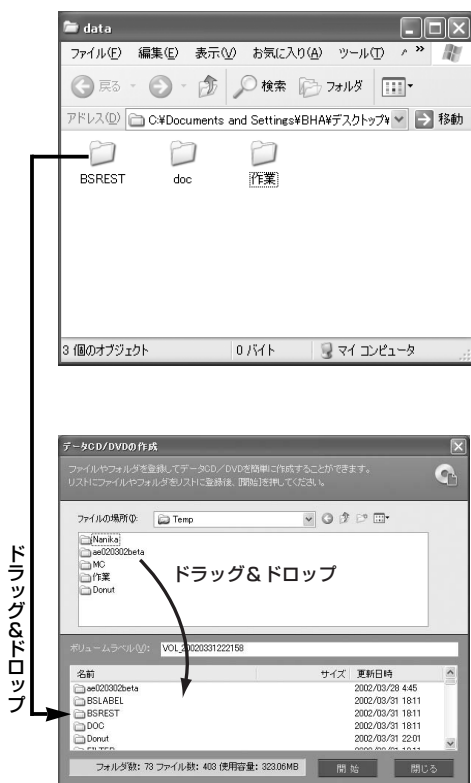 data
ファイル(F) 編集(E) 表示(V) お気に入り(A) ツール(T) »
戻る 検索 フォルダ
アドレス(D) C:¥Documents and Settings¥BHA¥デスクトップ¥ 移動
BSREST doc 作業
3 個のオブジェクト 0 バイト マイ コンピュータ
ドラッグ&ドロップ
データCD/DVDの作成
ファイルやフォルダを登録してデータCD/DVDを簡単に作成することができます。
リストにファイルやフォルダをリストに登録後、[開始]を押してください。
ファイルの場所(I): Temp
Nanika
ae020302beta
MC
作業
Donut
ドラッグ&ドロップ
ボリュームラベル(V): VOL_20020331222158
名前 サイズ 更新日時
ae020302beta 2002/03/28 4:45
BSLABEL 2002/03/31 18:11
BSREST 2002/03/31 18:11
DOC 2002/03/31 18:11
Donut 2002/03/31 22:01
フォルダ数: 73 ファイル数: 403 使用容量: 323.06MB 開始 閉じる